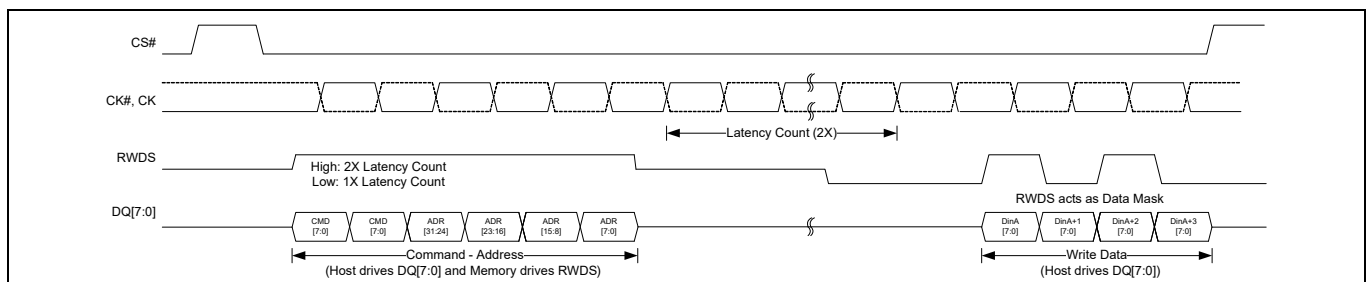 CS#
CK#, CK
Latency Count (2X)
RWDS
High: 2X Latency Count
Low: 1X Latency Count
RWDS acts as Data Mask
DQ[7:0]
CMD [7:0]
CMD [7:0]
ADR [31:24]
ADR [23:16]
ADR [15:8]
ADR [7:0]
DinA [7:0]
DinA+1 [7:0]
DinA+2 [7:0]
DinA+3 [7:0]
Command - Address
(Host drives DQ[7:0] and Memory drives RWDS)
Write Data
(Host drives DQ[7:0])